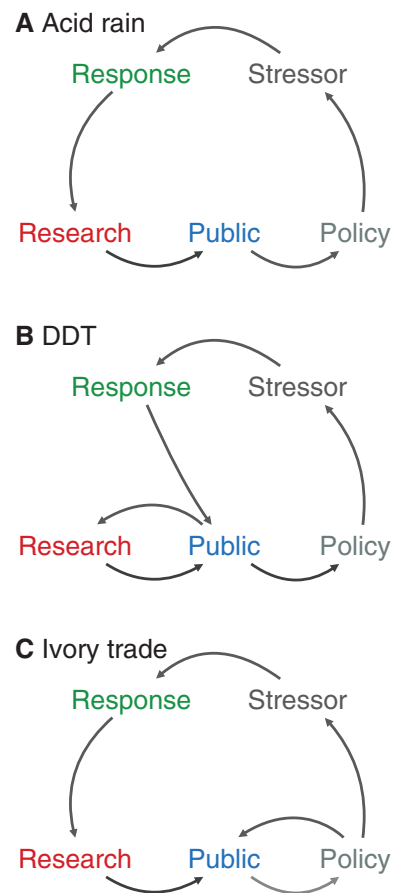 A Acid rain
Response Stressor
Research Public Policy
B DDT
Response Stressor
Research Public Policy
C Ivory trade
Response Stressor
Research Public Policy